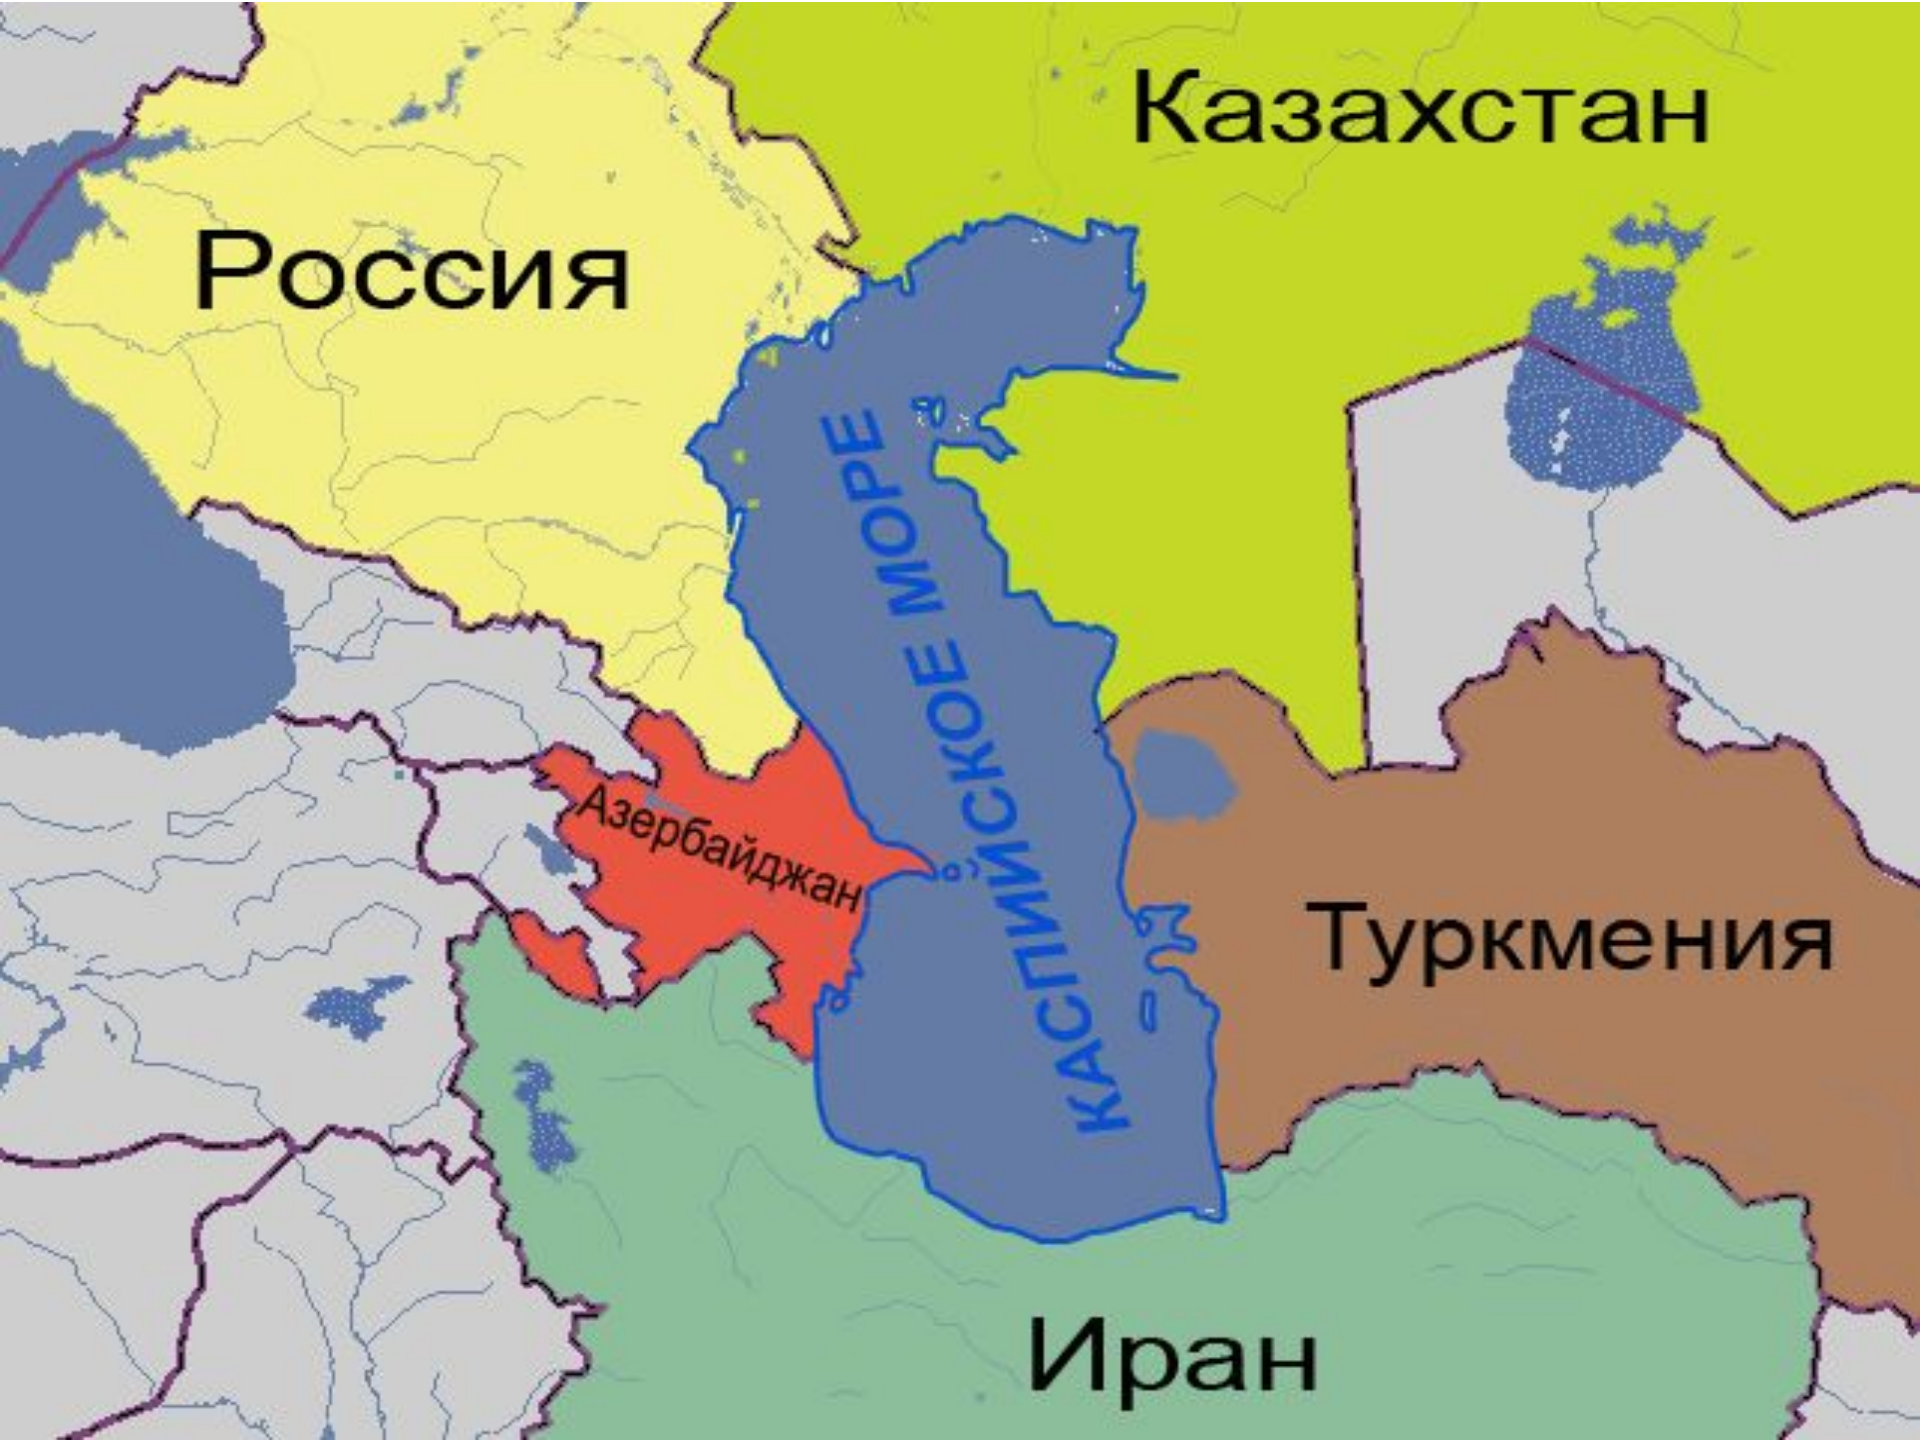 Казахстан
Россия
КАСПИЙСКОЕ МОРЕ
Азербайджан
Туркмения
Иран